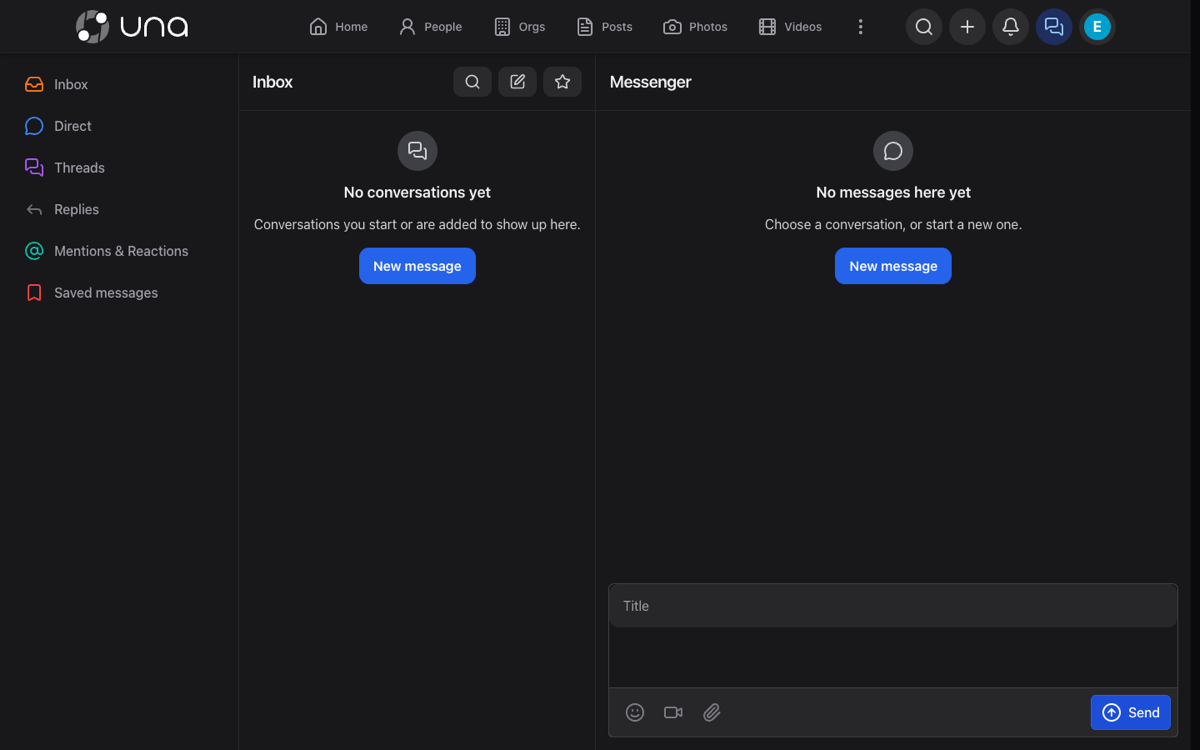 una
Home
People
Orgs
Posts
Photos
Videos
E
Inbox
Direct
Threads
Replies
Mentions & Reactions
Saved messages
Inbox
No conversations yet
Conversations you start or are added to show up here.
New message
Messenger
No messages here yet
Choose a conversation, or start a new one.
New message
Title
Send